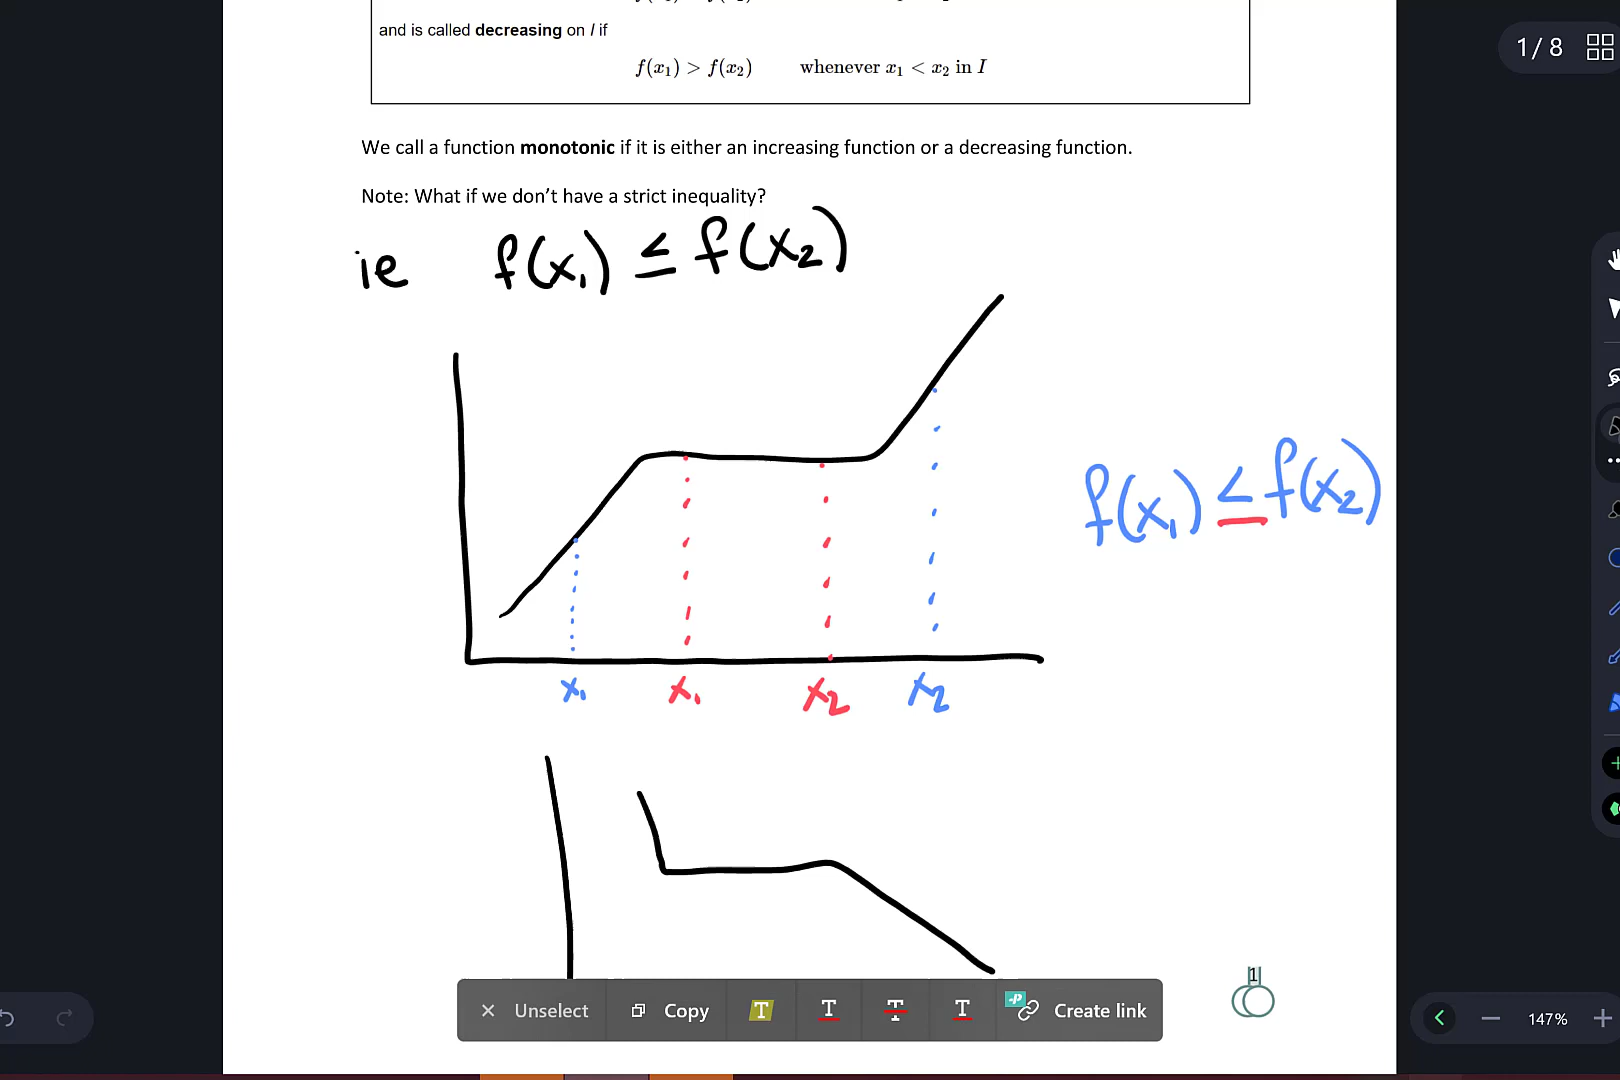 and is called decreasing on I if
f(x₁) > f(x₂) whenever x₁ < x₂ in I
1 / 8
We call a function monotonic if it is either an increasing function or a decreasing function.
Note: What if we don't have a strict inequality?
ie f(x₁) ≤ f(x₂)
f(x₁) ≤ f(x₂)
x₁ x₁ x₂ x₂
1
Unselect Copy T T T T Create link
147%